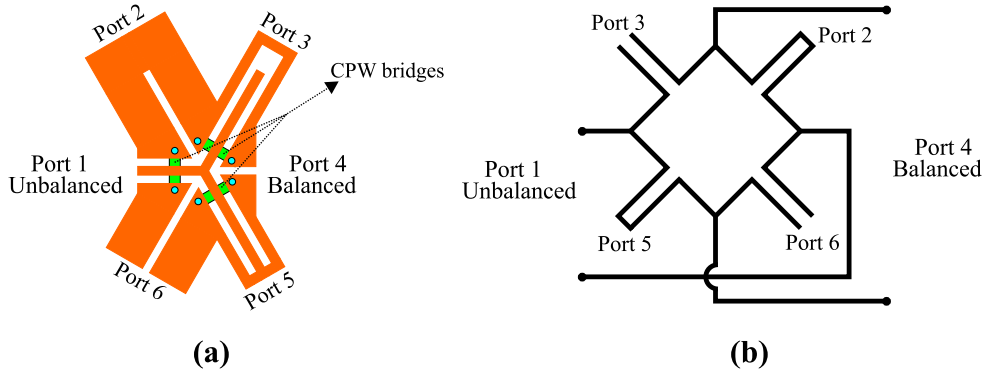 Port 2
Port 3
CPW bridges
Port 1
Unbalanced
Port 4
Balanced
Port 6
Port 5
(a)
Port 3
Port 2
Port 1
Unbalanced
Port 4
Balanced
Port 5
Port 6
(b)